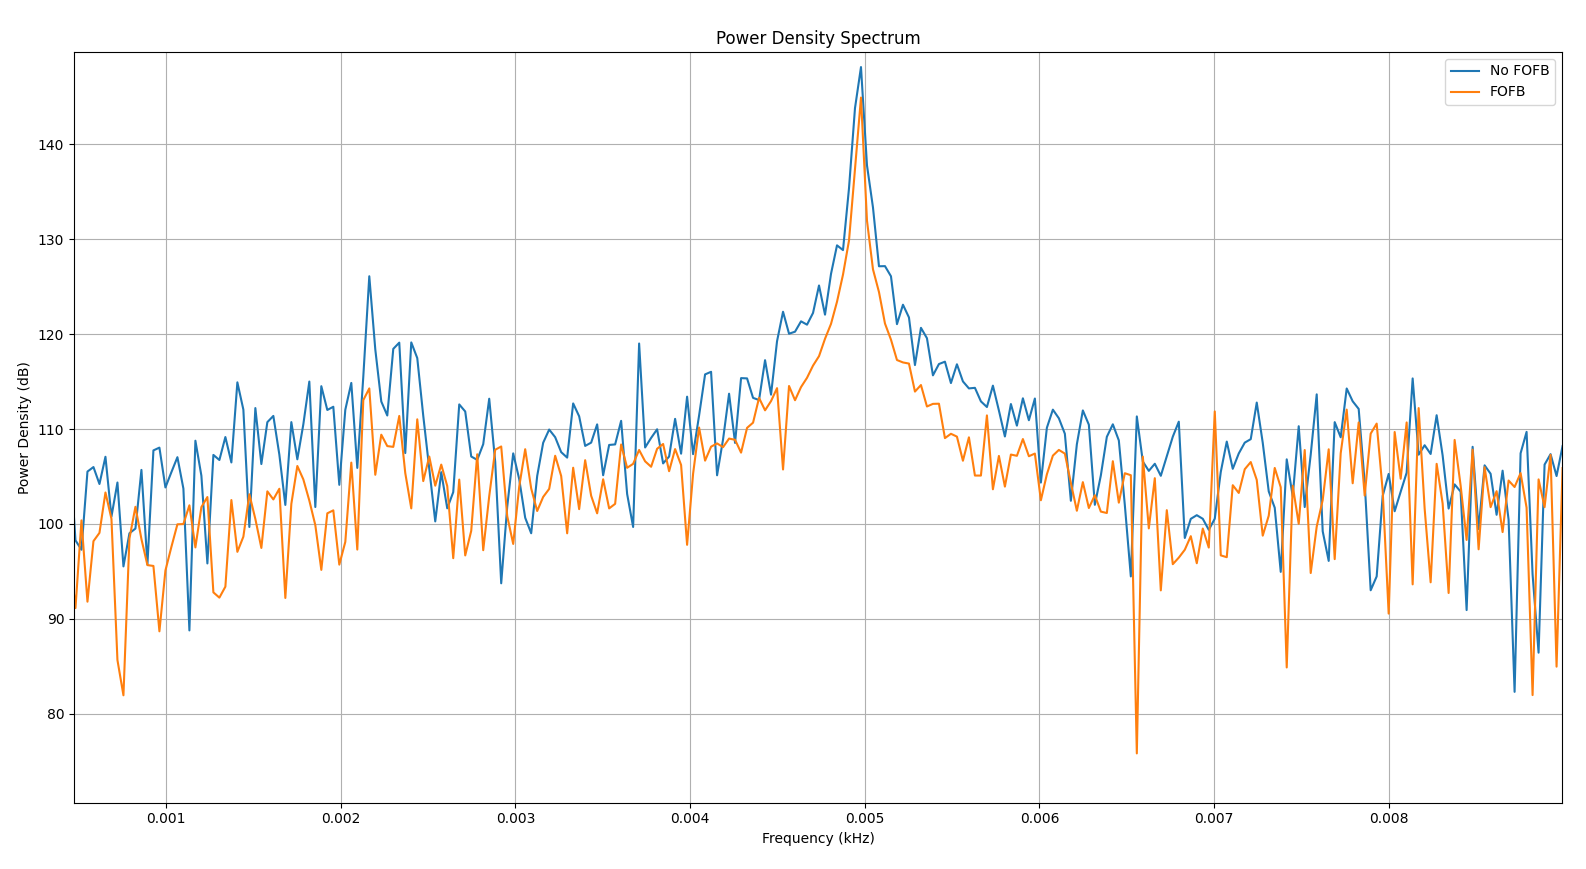 Power Density Spectrum
No FOFB
FOFB
140
130
120
110
100
90
80
Power Density (dB)
0.001 0.002 0.003 0.004 0.005 0.006 0.007 0.008
Frequency (kHz)